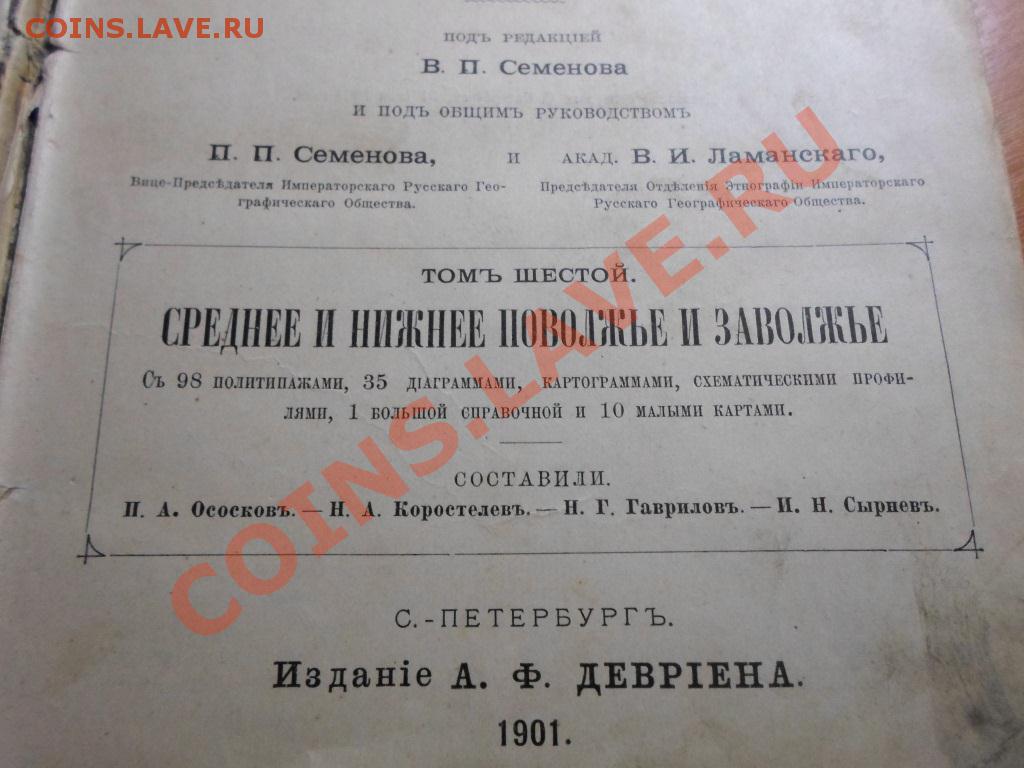 COINS.LAVE.RU
ПОДЪ РЕДАКЦІЕЙ
В. П. Семенова
И ПОДЪ ОБЩИМЪ РУКОВОДСТВОМЪ
П. П. Семенова, И АКАД. В. И. Ламанскаго,
Вице-Предсѣдателя Императорскаго Русскаго Гео-
графическаго Общества.
Предсѣдателя Отдѣленія Этнографіи Императорскаго
Русскаго Географическаго Общества.
ТОМЪ ШЕСТОЙ.
СРЕДНЕЕ И НИЖНЕЕ ПОВОЛЖЬЕ И ЗАВОЛЖЬЕ
Съ 98 политипажами, 35 діаграммами, картограммами, схематическими профи-
лями, 1 большой справочной и 10 малыми картами.
СОСТАВИЛИ.
П. А. Ососковъ. — Н. А. Коростелевъ. — Н. Г. Гавриловъ. — И. Н. Сырневъ.
С.-ПЕТЕРБУРГЪ.
Изданіе А. Ф. ДЕВРІЕНА.
1901.
COINS.LAVE.RU